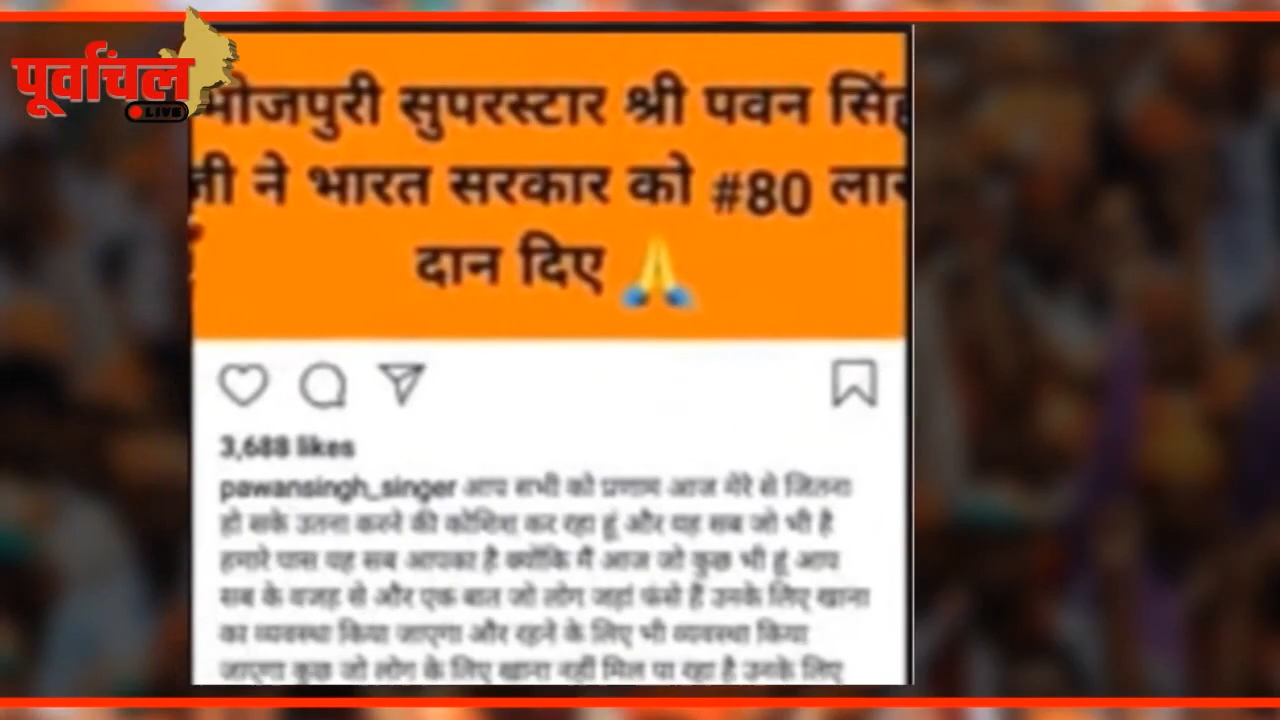 पूर्वांचल
LIVE
भोजपुरी सुपरस्टार श्री पवन सिंह
जी ने भारत सरकार को #80 लाख
दान दिए 🙏
3,688 likes
pawansingh_singer आप सभी को प्रणाम आज मेरे से जितना
हो सके उतना करने की कोशिश कर रहा हूं और यह सब जो भी है
हमारे पास यह सब आपका है क्योंकि मैं आज जो कुछ भी हूं आप
सब के वजह से और एक बात जो लोग जहां फंसे हैं उनके लिए खाना
का व्यवस्था किया जाएगा और रहने के लिए भी व्यवस्था किया
जाएगा कुछ जो लोग के लिए खाना नहीं मिल पा रहा है उनके लिए